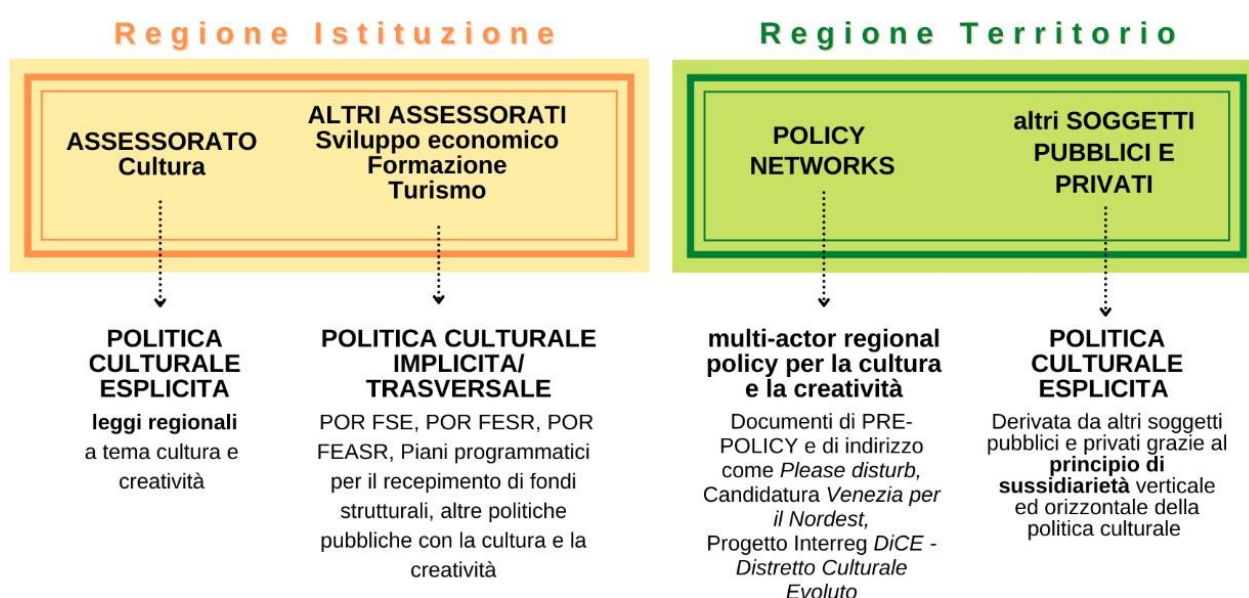 Regione Istituzione
ASSESSORATO
Cultura
ALTRI ASSESSORATI
Sviluppo economico
Formazione
Turismo
POLITICA
CULTURALE
ESPLICITA
leggi regionali
a tema cultura e
creatività
POLITICA CULTURALE
IMPLICITA/
TRASVERSALE
POR FSE, POR FESR, POR
FEASR, Piani programmatici
per il recepimento di fondi
strutturali, altre politiche
pubbliche con la cultura e la
creatività
Regione Territorio
POLICY
NETWORKS
altri SOGGETTI
PUBBLICI E
PRIVATI
multi-actor regional
policy per la cultura
e la creatività
Documenti di PRE-
POLICY e di indirizzo
come Please disturb,
Candidatura Venezia per
il Nordest,
Progetto Interreg DiCE -
Distretto Culturale
Evoluto
POLITICA
CULTURALE
ESPLICITA
Derivata da altri soggetti
pubblici e privati grazie al
principio di
sussidiarietà verticale
ed orizzontale della
politica culturale